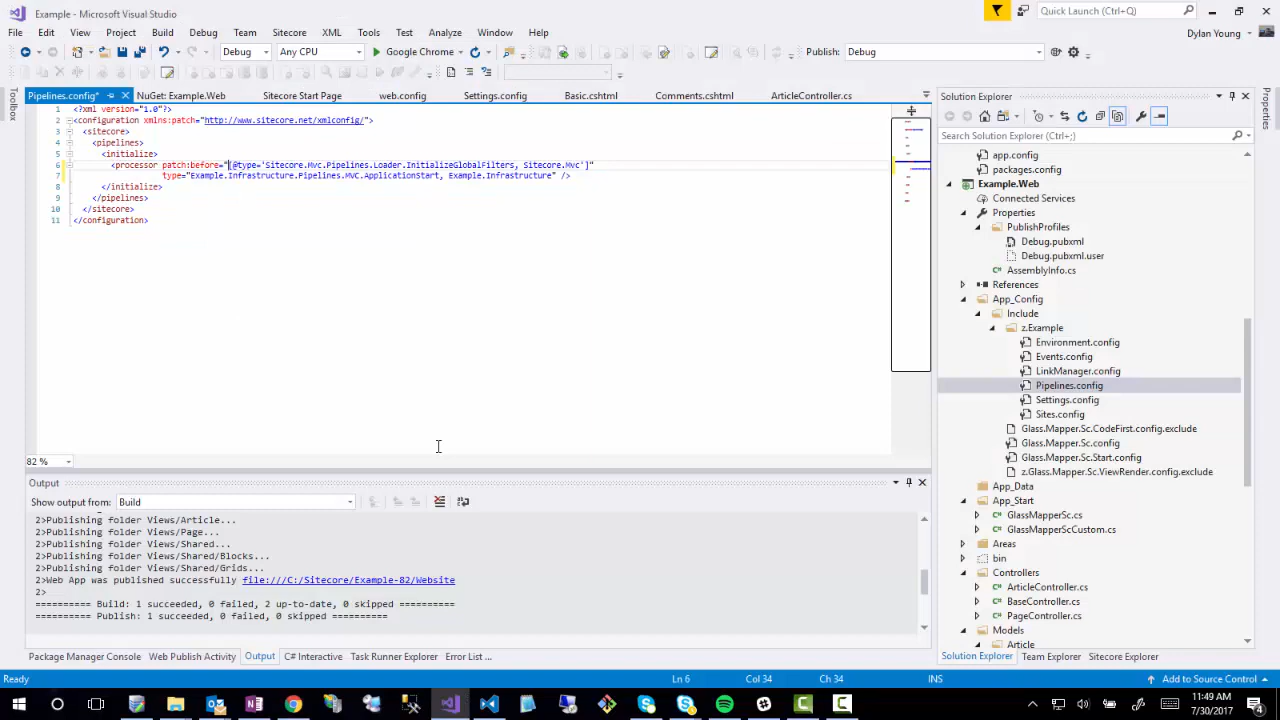 Example - Microsoft Visual Studio
Quick Launch (Ctrl+Q)
File Edit View Project Build Debug Team Sitecore XML Tools Test Analyze Window Help
Dylan Young
Debug Any CPU Google Chrome Publish: Debug
Toolbox
Pipelines.config* NuGet: Example.Web Sitecore Start Page web.config Settings.config Basic.cshtml Comments.cshtml ArticleController.cs
1 <?xml version="1.0"?>
2 <configuration xmlns:patch="http://www.sitecore.net/xmlconfig/">
3 <sitecore>
4 <pipelines>
5 <initialize>
6 <processor patch:before="[@type='Sitecore.Mvc.Pipelines.Loader.InitializeGlobalFilters, Sitecore.Mvc']"
7 type="Example.Infrastructure.Pipelines.MVC.ApplicationStart, Example.Infrastructure" />
8 </initialize>
9 </pipelines>
10 </sitecore>
11 </configuration>
82 %
Output
Show output from: Build
2>Publishing folder Views/Article...
2>Publishing folder Views/Page...
2>Publishing folder Views/Shared...
2>Publishing folder Views/Shared/Blocks...
2>Publishing folder Views/Shared/Grids...
2>Web App was published successfully file:///C:/Sitecore/Example-82/Website
2>
========== Build: 1 succeeded, 0 failed, 2 up-to-date, 0 skipped ==========
========== Publish: 1 succeeded, 0 failed, 0 skipped ==========
Package Manager Console Web Publish Activity Output C# Interactive Task Runner Explorer Error List ...
Solution Explorer
Search Solution Explorer (Ctrl+;)
app.config
packages.config
Example.Web
Connected Services
Properties
PublishProfiles
Debug.pubxml
Debug.pubxml.user
AssemblyInfo.cs
References
App_Config
Include
z.Example
Environment.config
Events.config
LinkManager.config
Pipelines.config
Settings.config
Sites.config
Glass.Mapper.Sc.CodeFirst.config.exclude
Glass.Mapper.Sc.config
Glass.Mapper.Sc.Start.config
z.Glass.Mapper.Sc.ViewRender.config.exclude
App_Data
App_Start
GlassMapperSc.cs
GlassMapperScCustom.cs
Areas
bin
Controllers
ArticleController.cs
BaseController.cs
PageController.cs
Models
Article
Solution Explorer Team Explorer Sitecore Explorer
Properties
Ready Ln 6 Col 34 Ch 34 INS Add to Source Control
11:49 AM
7/30/2017